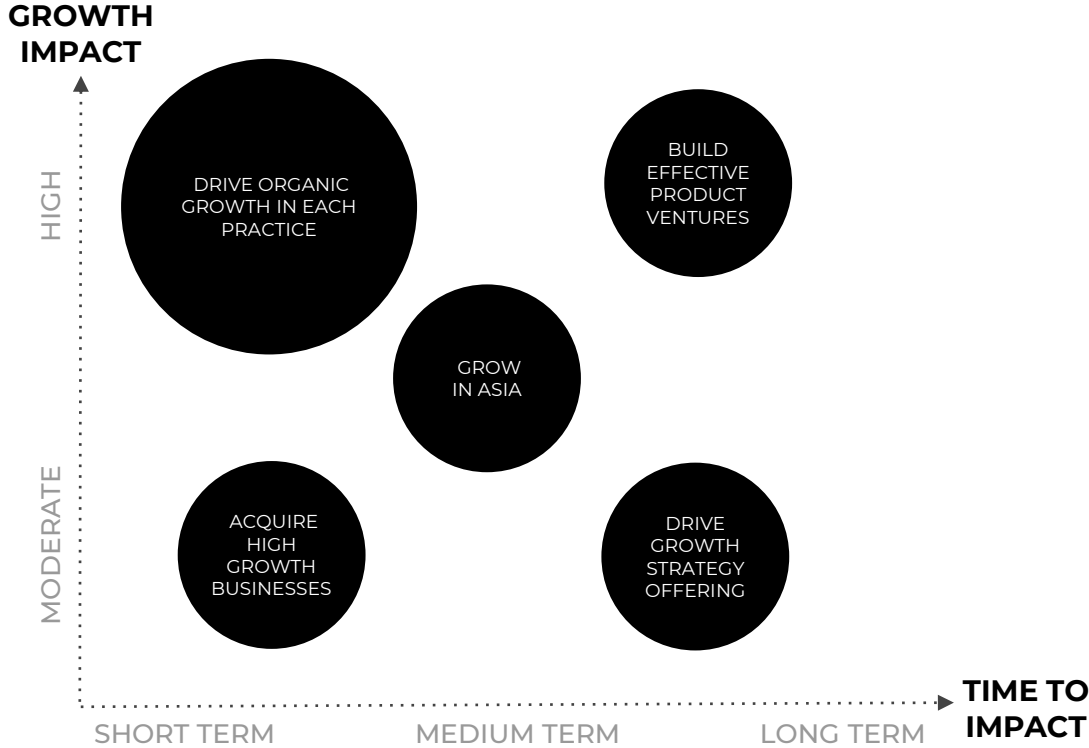 GROWTH
IMPACT
HIGH
MODERATE
DRIVE ORGANIC
GROWTH IN EACH
PRACTICE
BUILD
EFFECTIVE
PRODUCT
VENTURES
GROW
IN ASIA
ACQUIRE
HIGH
GROWTH
BUSINESSES
DRIVE
GROWTH
STRATEGY
OFFERING
SHORT TERM
MEDIUM TERM
LONG TERM
TIME TO
IMPACT